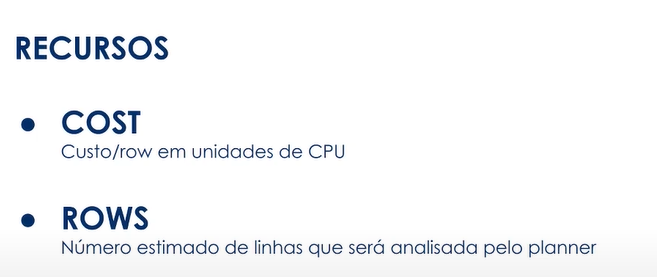 RECURSOS
● COST
Custo/row em unidades de CPU
● ROWS
Número estimado de linhas que será analisada pelo planner